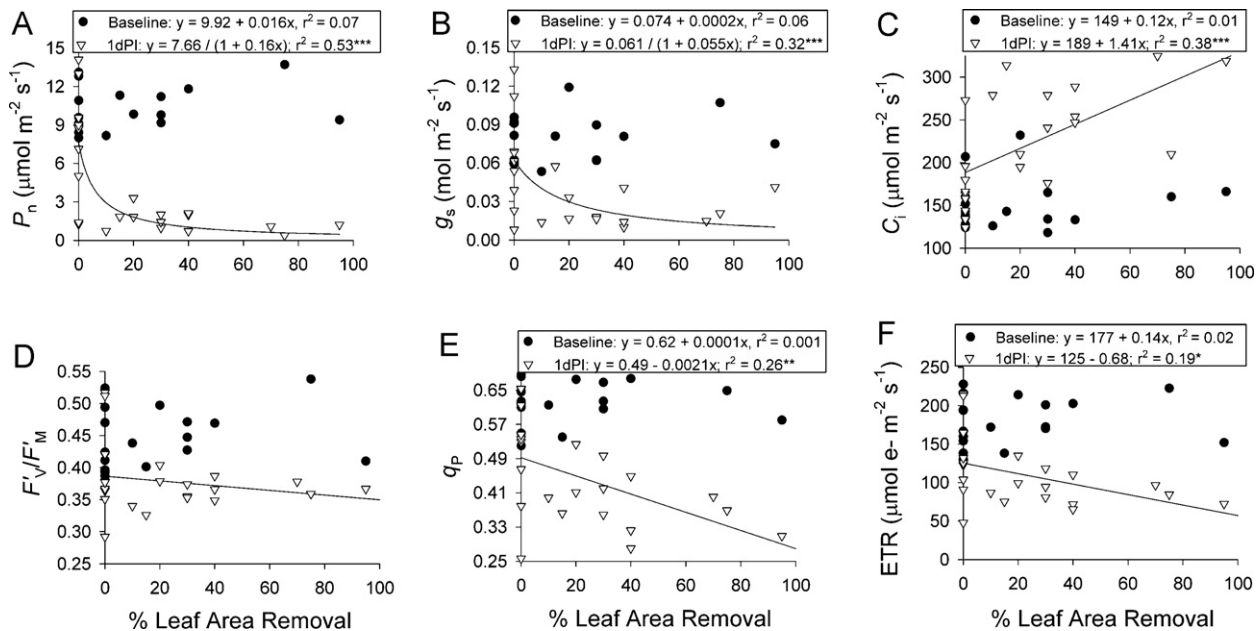 A
Baseline: y = 9.92 + 0.016x, r² = 0.07
1dPI: y = 7.66 / (1 + 0.16x); r² = 0.53***
Pn (µmol m⁻² s⁻¹)
15
12
9
6
3
0
0 20 40 60 80 100
B
Baseline: y = 0.074 + 0.0002x, r² = 0.06
1dPI: y = 0.061 / (1 + 0.055x); r² = 0.32***
gs (mol m⁻² s⁻¹)
0.15
0.12
0.09
0.06
0.03
0.00
0 20 40 60 80 100
C
Baseline: y = 149 + 0.12x, r² = 0.01
1dPI: y = 189 + 1.41x; r² = 0.38***
Ci (µmol m⁻² s⁻¹)
300
250
200
150
100
0 20 40 60 80 100
D
F'V/F'M
0.55
0.50
0.45
0.40
0.35
0.30
0.25
0 20 40 60 80 100
% Leaf Area Removal
E
Baseline: y = 0.62 + 0.0001x, r² = 0.001
1dPI: y = 0.49 - 0.0021x; r² = 0.26**
qP
0.65
0.57
0.49
0.41
0.33
0.25
0 20 40 60 80 100
% Leaf Area Removal
F
Baseline: y = 177 + 0.14x, r² = 0.02
1dPI: y = 125 - 0.68; r² = 0.19*
ETR (µmol e- m⁻² s⁻¹)
250
200
150
100
50
0
0 20 40 60 80 100
% Leaf Area Removal